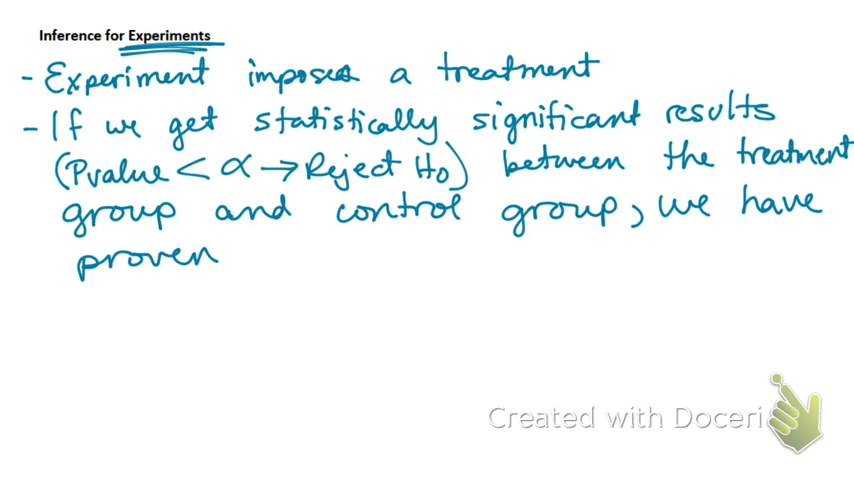 Inference for Experiments
- Experiment imposes a treatment
- If we get statistically significant results
(Pvalue < α → Reject H0) between the treatment
group and control group, we have
proven
Created with Doceri